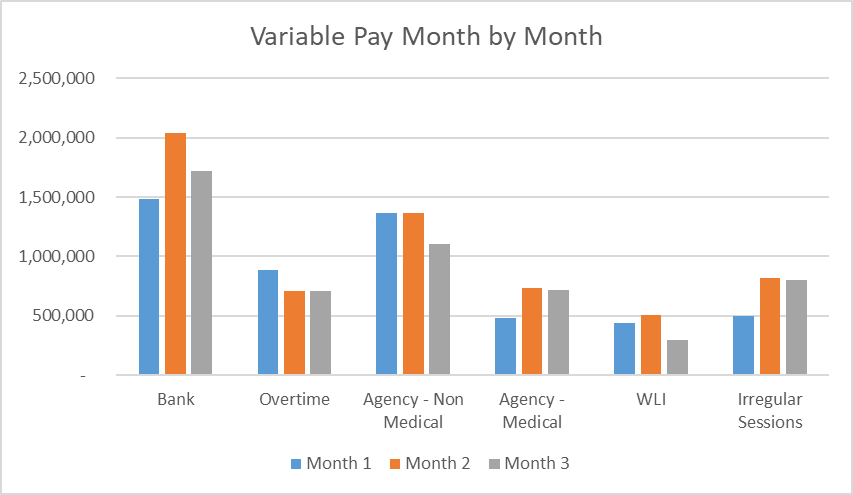 Variable Pay Month by Month
2,500,000
2,000,000
1,500,000
1,000,000
500,000
-
Bank
Overtime
Agency - Non
Medical
Agency -
Medical
WLI
Irregular
Sessions
Month 1
Month 2
Month 3